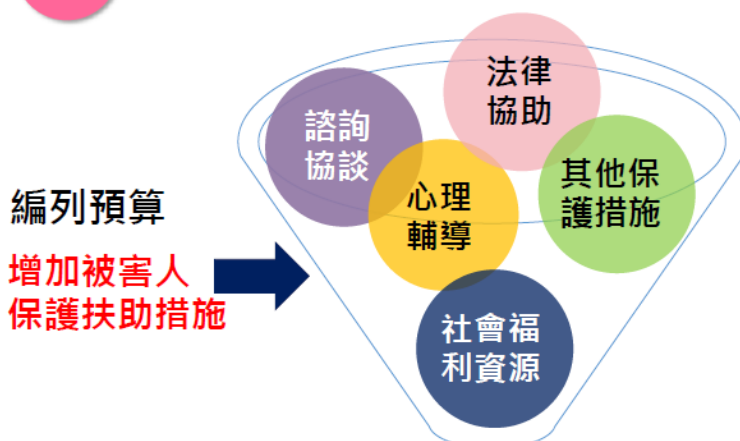 編列預算
增加被害人
保護扶助措施
諮詢
協談
法律
協助
心理
輔導
其他保
護措施
社會福
利資源